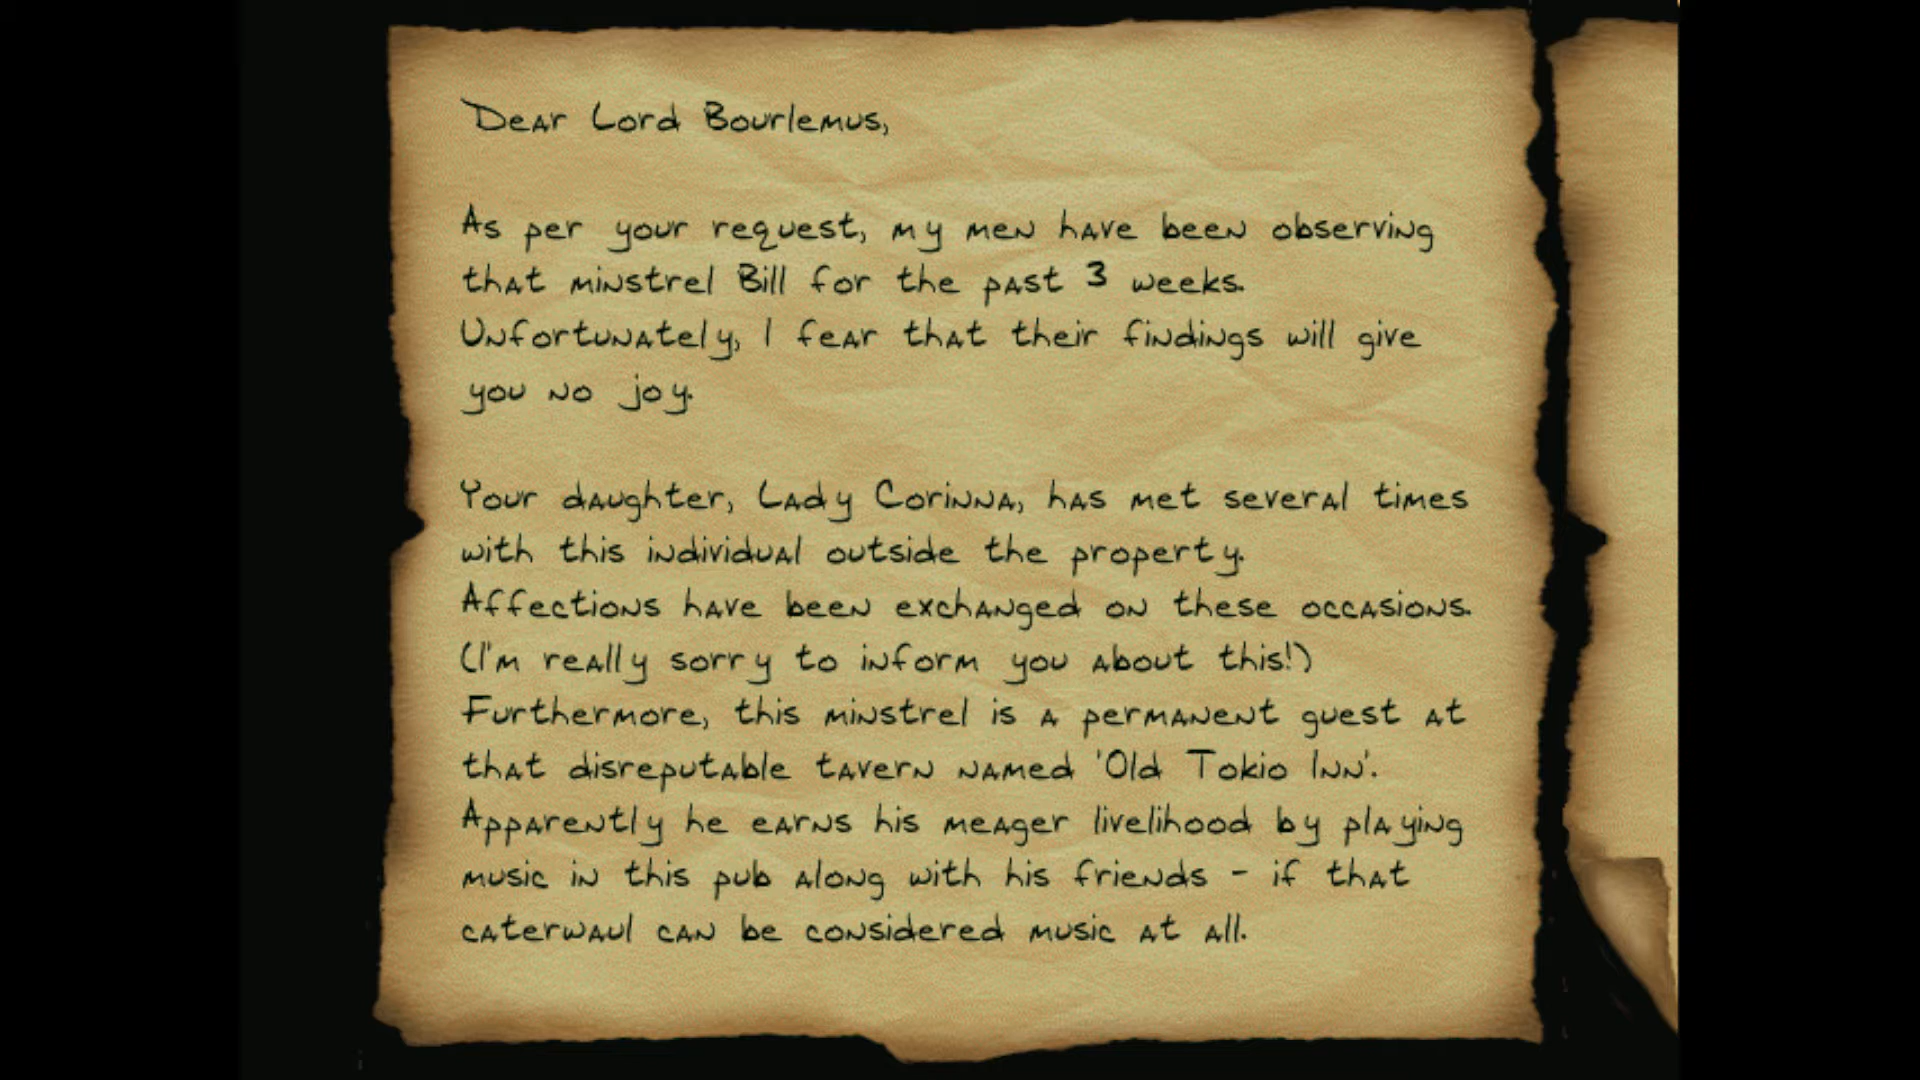 Dear Lord Bourlemus,
As per your request, my men have been observing
that minstrel Bill for the past 3 weeks.
Unfortunately, I fear that their findings will give
you no joy.
Your daughter, Lady Corinna, has met several times
with this individual outside the property.
Affections have been exchanged on these occasions.
(I'm really sorry to inform you about this!)
Furthermore, this minstrel is a permanent guest at
that disreputable tavern named 'Old Tokio Inn'.
Apparently he earns his meager livelihood by playing
music in this pub along with his friends - if that
caterwaul can be considered music at all.